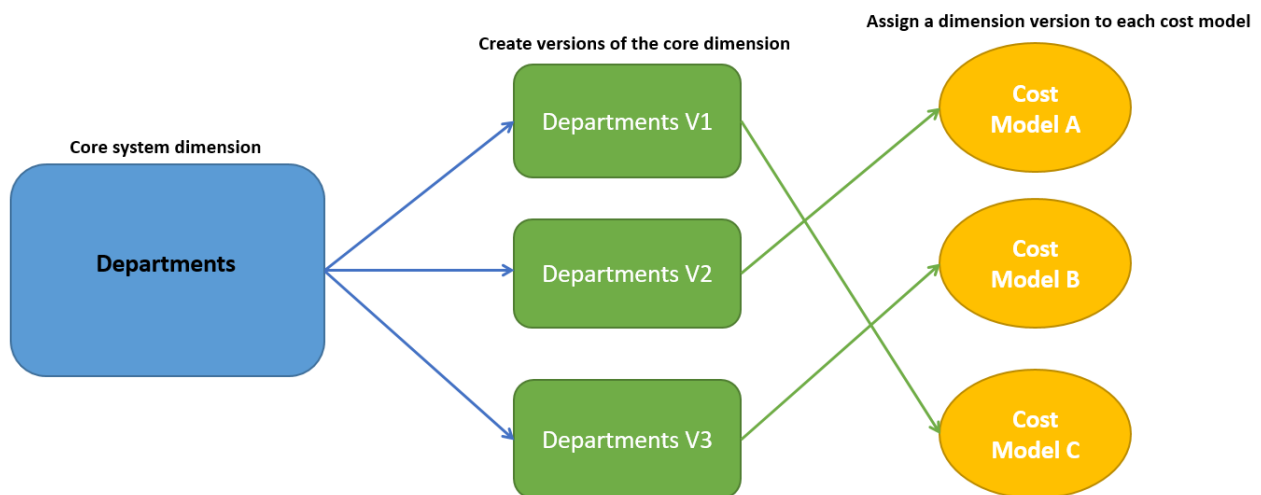 Assign a dimension version to each cost model
Create versions of the core dimension
Core system dimension
Departments
Departments V1
Departments V2
Departments V3
Cost
Model A
Cost
Model B
Cost
Model C